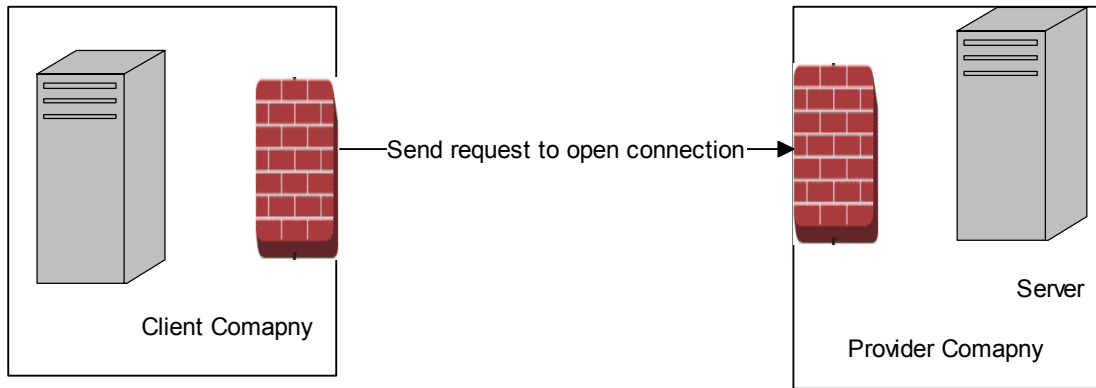 Send request to open connection
Client Comapny
Server
Provider Comapny